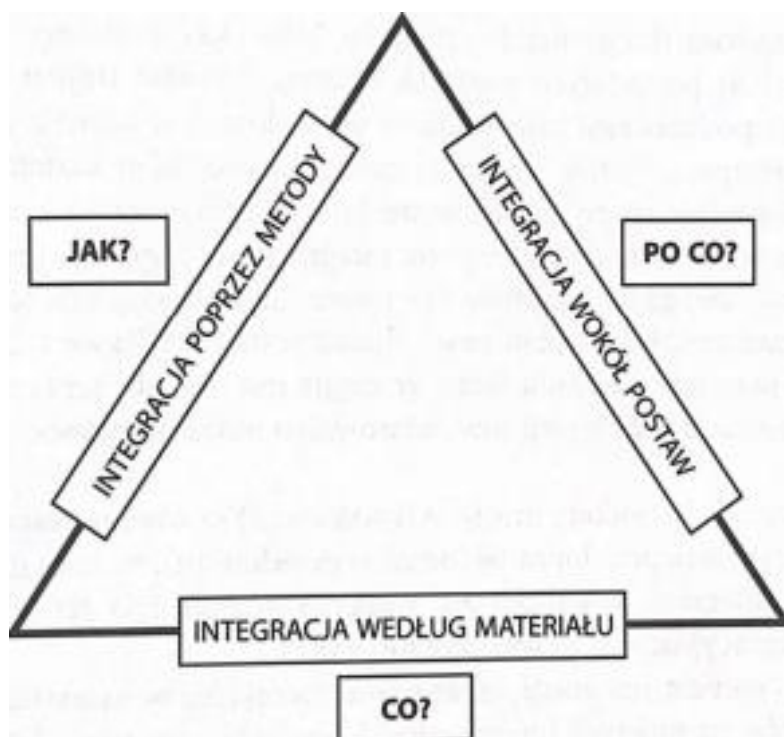 JAK?
INTEGRACJA POPRZEZ METODY
INTEGRACJA WOKÓŁ POSTAW
PO CO?
INTEGRACJA WEDŁUG MATERIAŁU
CO?